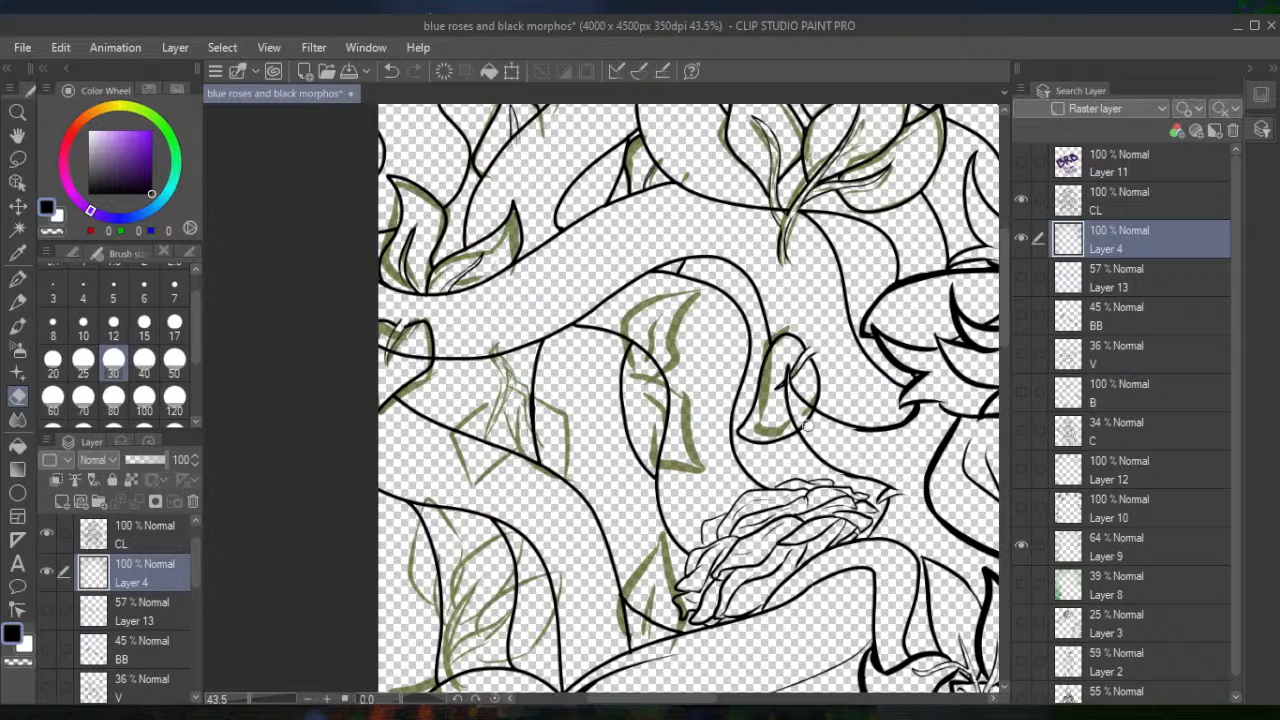 blue roses and black morphos* (4000 x 4500px 350dpi 43.5%) - CLIP STUDIO PAINT PRO
File Edit Animation Layer Select View Filter Window Help
blue roses and black morphos*
Color Wheel
Search Layer
Raster layer
0 0 0 168
Brush size
3 4 5 6 7
8 10 12 15 17
20 25 30 40 50
60 70 80 100 120
Layer
Normal 100
100 % Normal
CL
100 % Normal
Layer 4
57 % Normal
Layer 13
45 % Normal
BB
36 % Normal
V
100 % Normal
Layer 11
100 % Normal
CL
100 % Normal
Layer 4
57 % Normal
Layer 13
45 % Normal
BB
36 % Normal
V
100 % Normal
B
34 % Normal
C
100 % Normal
Layer 12
100 % Normal
Layer 10
64 % Normal
Layer 9
39 % Normal
Layer 8
25 % Normal
Layer 3
59 % Normal
Layer 2
55 % Normal
43.5 0.0